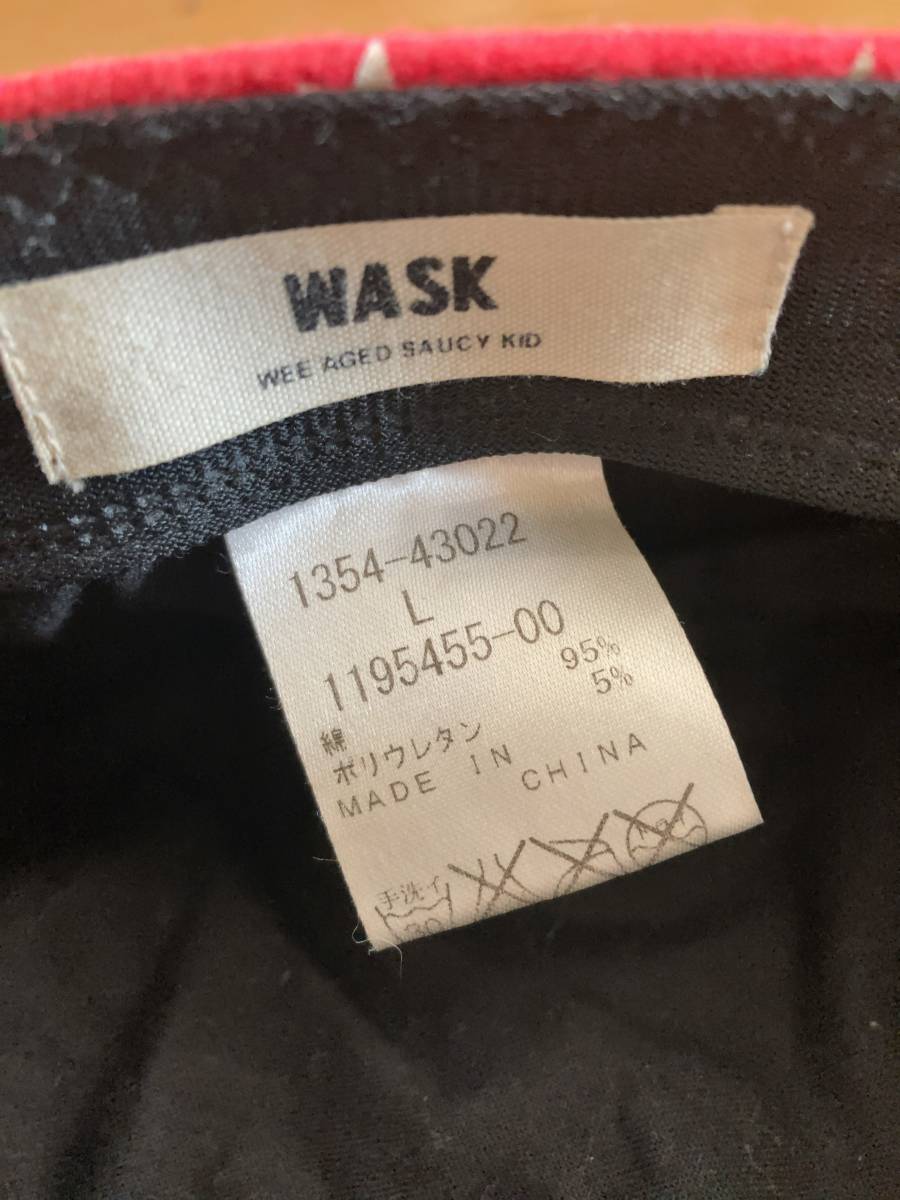 WASK
WEE AGED SAUCY KID
1354-43022
L
1195455-00
綿 95%
ポリウレタン 5%
MADE IN CHINA
手洗イ
30